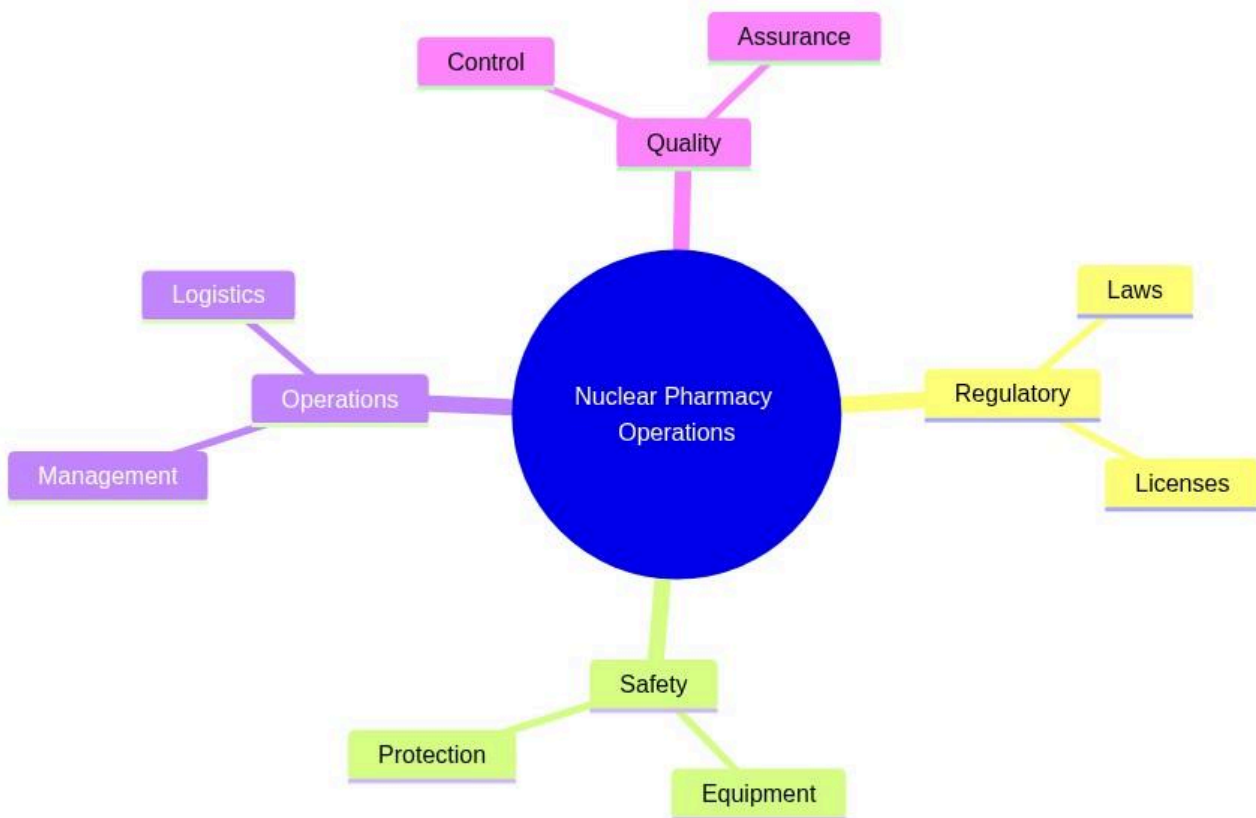 Assurance
Control
Quality
Laws
Logistics
Regulatory
Operations
Nuclear Pharmacy
Operations
Management
Licenses
Safety
Protection
Equipment